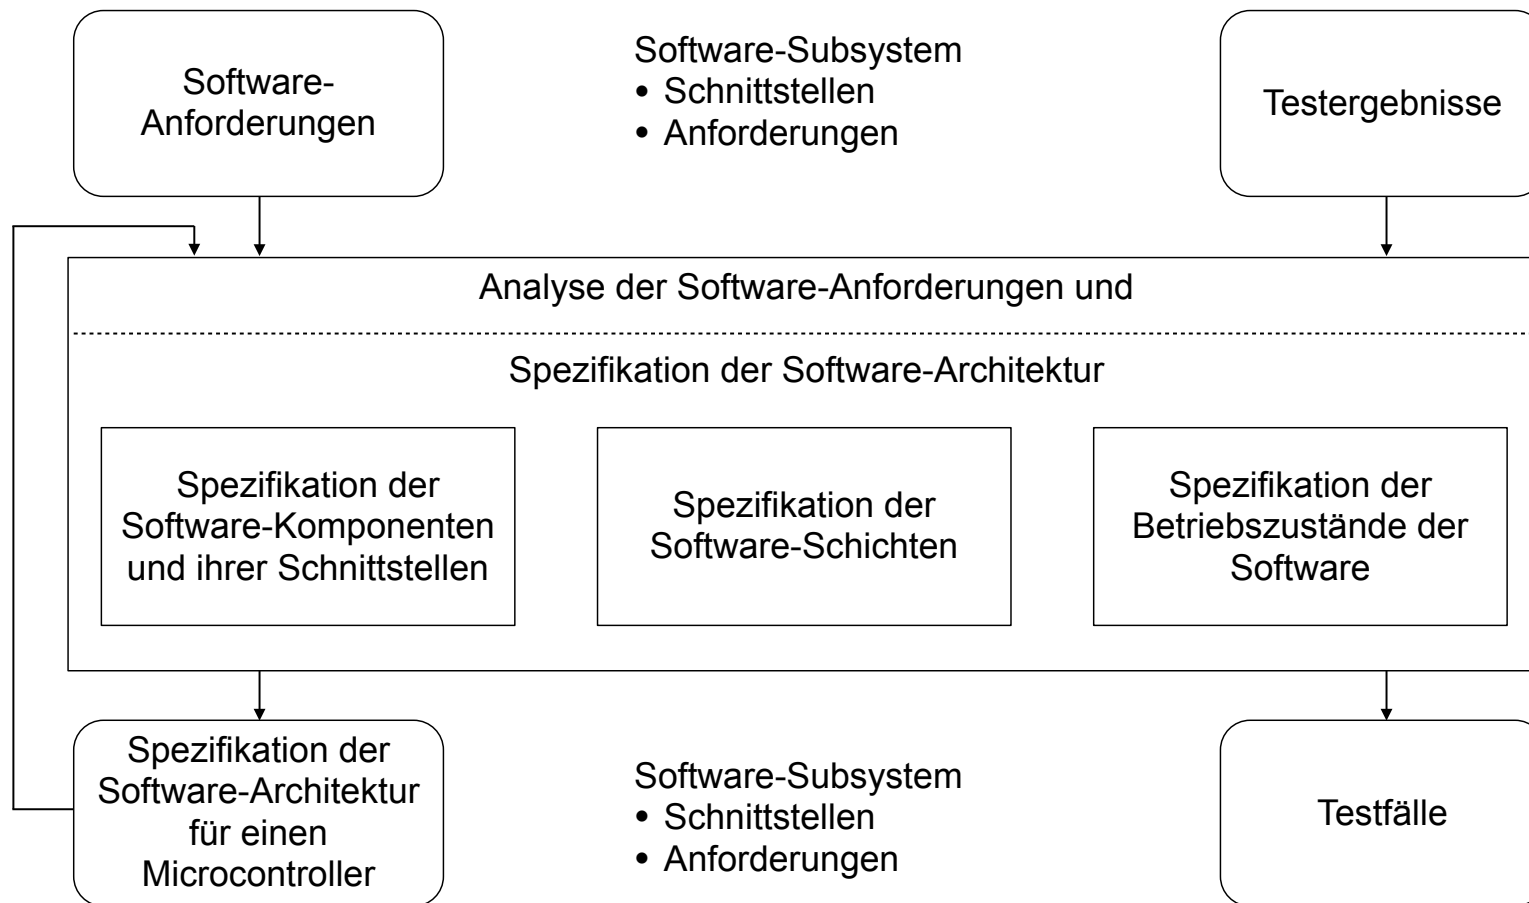 Software-
Anforderungen
Software-Subsystem
• Schnittstellen
• Anforderungen
Testergebnisse
Analyse der Software-Anforderungen und
Spezifikation der Software-Architektur
Spezifikation der
Software-Komponenten
und ihrer Schnittstellen
Spezifikation der
Software-Schichten
Spezifikation der
Betriebszustände der
Software
Spezifikation der
Software-Architektur
für einen
Microcontroller
Software-Subsystem
• Schnittstellen
• Anforderungen
Testfälle